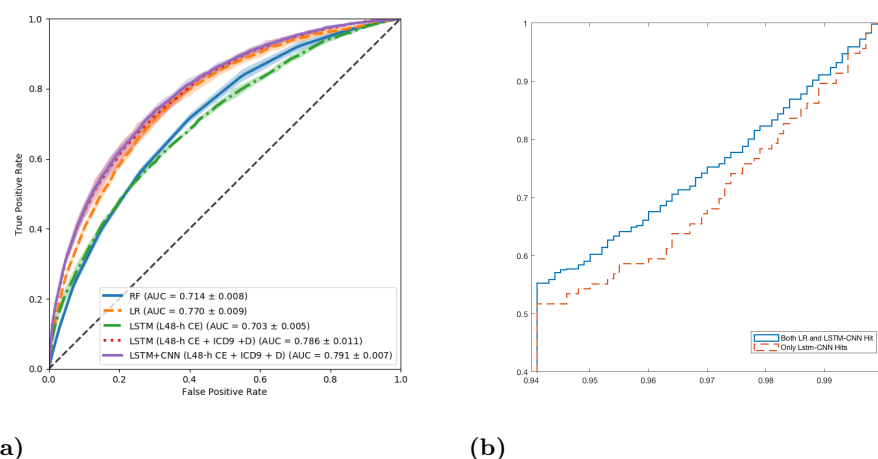 1.0
0.8
0.6
0.4
0.2
0.0
True Positive Rate
0.0 0.2 0.4 0.6 0.8 1.0
False Positive Rate
RF (AUC = 0.714 ± 0.008)
LR (AUC = 0.770 ± 0.009)
LSTM (L48-h CE) (AUC = 0.703 ± 0.005)
LSTM (L48-h CE + ICD9 +D) (AUC = 0.786 ± 0.011)
LSTM+CNN (L48-h CE + ICD9 + D) (AUC = 0.791 ± 0.007)
a)
1
0.9
0.8
0.7
0.6
0.5
0.4
0.94 0.95 0.96 0.97 0.98 0.99
Both LR and LSTM-CNN Hit
Only Lstm-CNN Hits
(b)